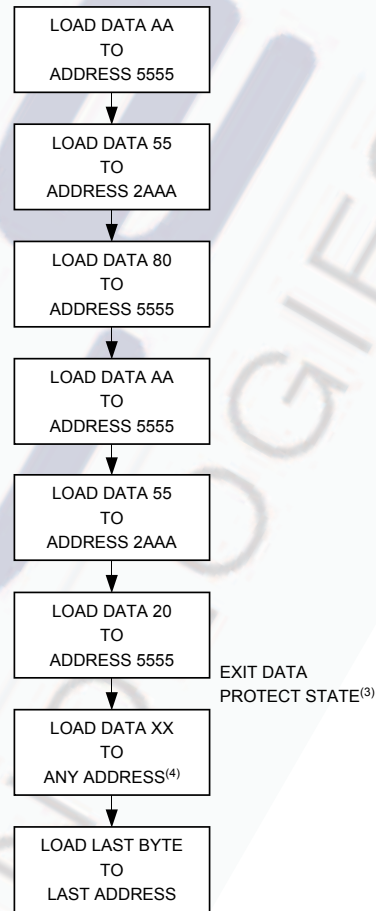 LOAD DATA AA
TO
ADDRESS 5555
LOAD DATA 55
TO
ADDRESS 2AAA
LOAD DATA 80
TO
ADDRESS 5555
LOAD DATA AA
TO
ADDRESS 5555
LOAD DATA 55
TO
ADDRESS 2AAA
LOAD DATA 20
TO
ADDRESS 5555
EXIT DATA
PROTECT STATE(3)
LOAD DATA XX
TO
ANY ADDRESS(4)
LOAD LAST BYTE
TO
LAST ADDRESS